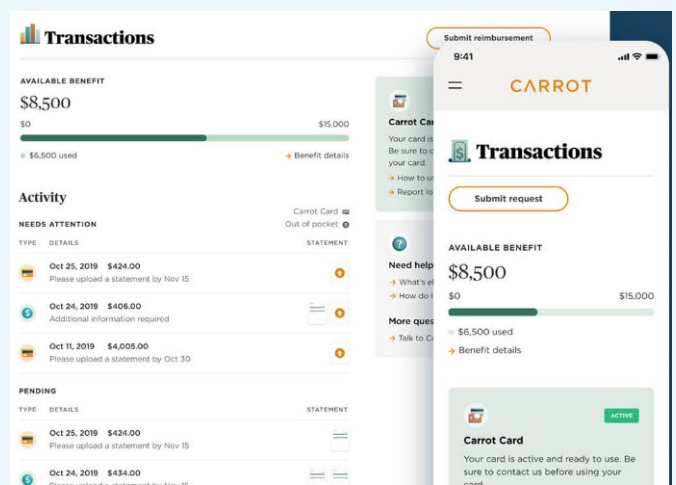 Transactions
Submit reimbursement
AVAILABLE BENEFIT
$8,500
$0 $15,000
$6,500 used → Benefit details
Activity
Carrot Card
NEEDS ATTENTION Out of pocket
TYPE DETAILS STATEMENT
Oct 25, 2019 $424.00
Please upload a statement by Nov 15
Oct 24, 2019 $406.00
Additional information required
Oct 11, 2019 $4,005.00
Please upload a statement by Oct 30
PENDING
TYPE DETAILS STATEMENT
Oct 25, 2019 $424.00
Please upload a statement by Nov 15
Oct 24, 2019 $434.00
Please upload a statement by Nov 15
Carrot
Your card is
Be sure to
your card.
→ How to
→ Report
Need help
→ What's
→ How do
More
→ Talk to
9:41
CARROT
Transactions
Submit request
AVAILABLE BENEFIT
$8,500
$0 $15,000
$6,500 used
→ Benefit details
ACTIVE
Carrot Card
Your card is active and ready to use. Be
sure to contact us before using your
card